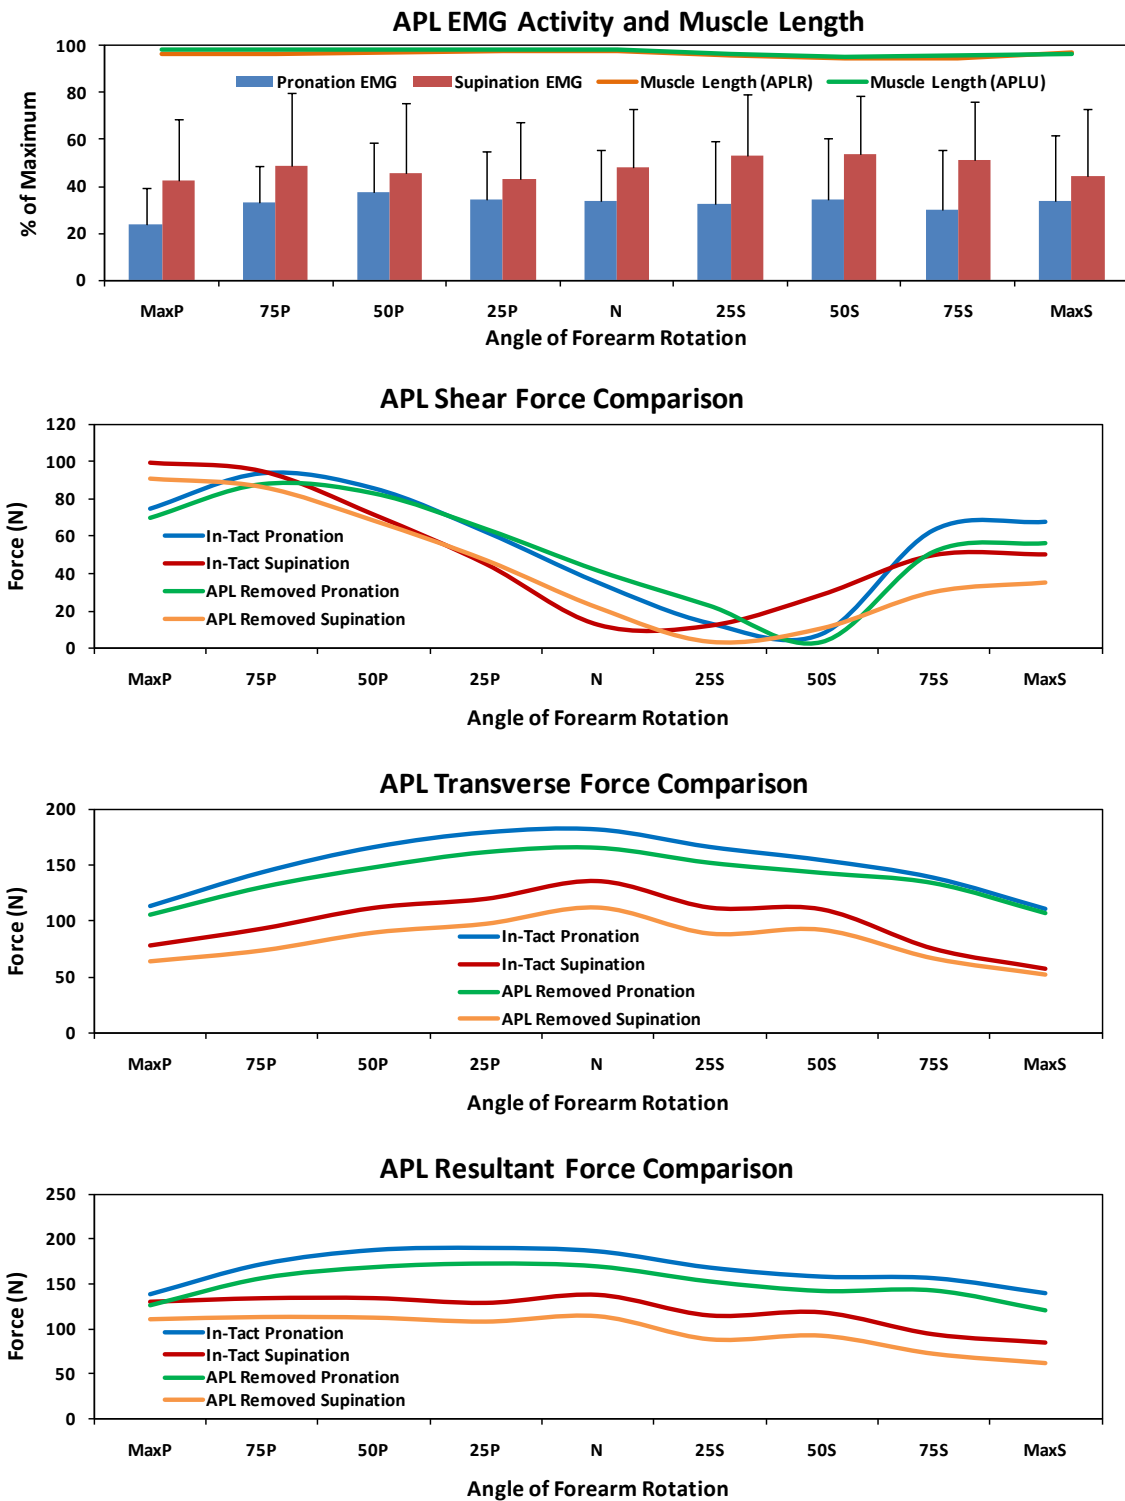 APL EMG Activity and Muscle Length
100
80
60
40
20
0
% of Maximum
Pronation EMG Supination EMG Muscle Length (APLR) Muscle Length (APLU)
MaxP 75P 50P 25P N 25S 50S 75S MaxS
Angle of Forearm Rotation
APL Shear Force Comparison
120
100
80
60
40
20
0
Force (N)
In-Tact Pronation
In-Tact Supination
APL Removed Pronation
APL Removed Supination
MaxP 75P 50P 25P N 25S 50S 75S MaxS
Angle of Forearm Rotation
APL Transverse Force Comparison
200
150
100
50
0
Force (N)
In-Tact Pronation
In-Tact Supination
APL Removed Pronation
APL Removed Supination
MaxP 75P 50P 25P N 25S 50S 75S MaxS
Angle of Forearm Rotation
APL Resultant Force Comparison
250
200
150
100
50
0
Force (N)
In-Tact Pronation
In-Tact Supination
APL Removed Pronation
APL Removed Supination
MaxP 75P 50P 25P N 25S 50S 75S MaxS
Angle of Forearm Rotation